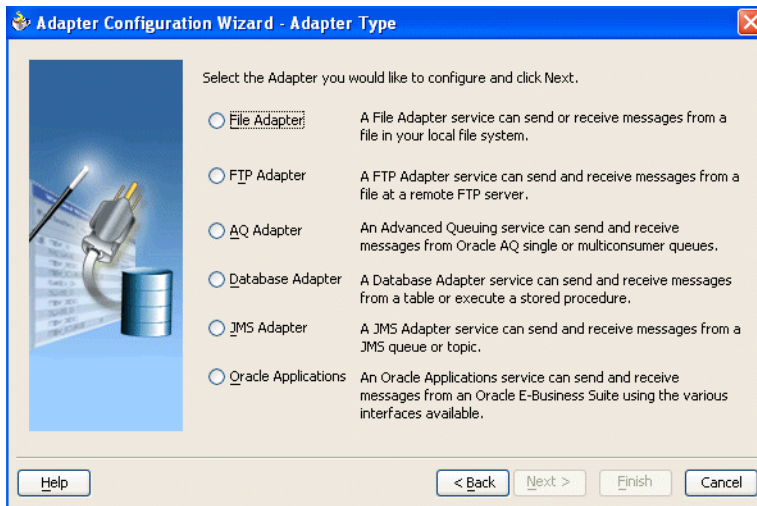 Adapter Configuration Wizard - Adapter Type
Select the Adapter you would like to configure and click Next.
File Adapter
A File Adapter service can send or receive messages from a
file in your local file system.
FTP Adapter
A FTP Adapter service can send and receive messages from a
file at a remote FTP server.
AQ Adapter
An Advanced Queuing service can send and receive
messages from Oracle AQ single or multiconsumer queues.
Database Adapter
A Database Adapter service can send and receive messages
from a table or execute a stored procedure.
JMS Adapter
A JMS Adapter service can send and receive messages from a
JMS queue or topic.
Oracle Applications
An Oracle Applications service can send and receive
messages from an Oracle E-Business Suite using the various
interfaces available.
Help
< Back
Next >
Finish
Cancel